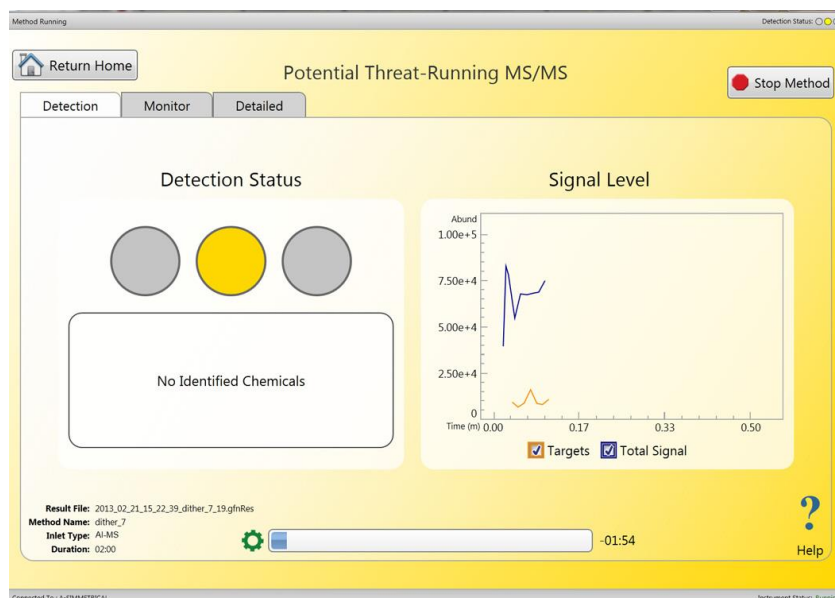 Method Running
Detection Status:
Return Home
Potential Threat-Running MS/MS
Stop Method
Detection
Monitor
Detailed
Detection Status
Signal Level
Abund
1.00e+5
7.50e+4
5.00e+4
2.50e+4
0
Time (m) 0.00 0.17 0.33 0.50
Targets
Total Signal
No Identified Chemicals
Result File: 2013_02_21_15_22_39_dither_7_19.gfnRes
Method Name: dither_7
Inlet Type: AI-MS
Duration: 02:00
-01:54
?
Help